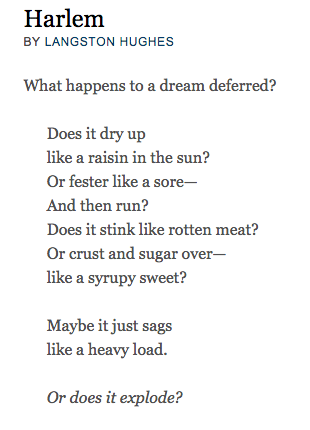 Harlem
BY LANGSTON HUGHES
What happens to a dream deferred?
Does it dry up
like a raisin in the sun?
Or fester like a sore—
And then run?
Does it stink like rotten meat?
Or crust and sugar over—
like a syrupy sweet?
Maybe it just sags
like a heavy load.
Or does it explode?